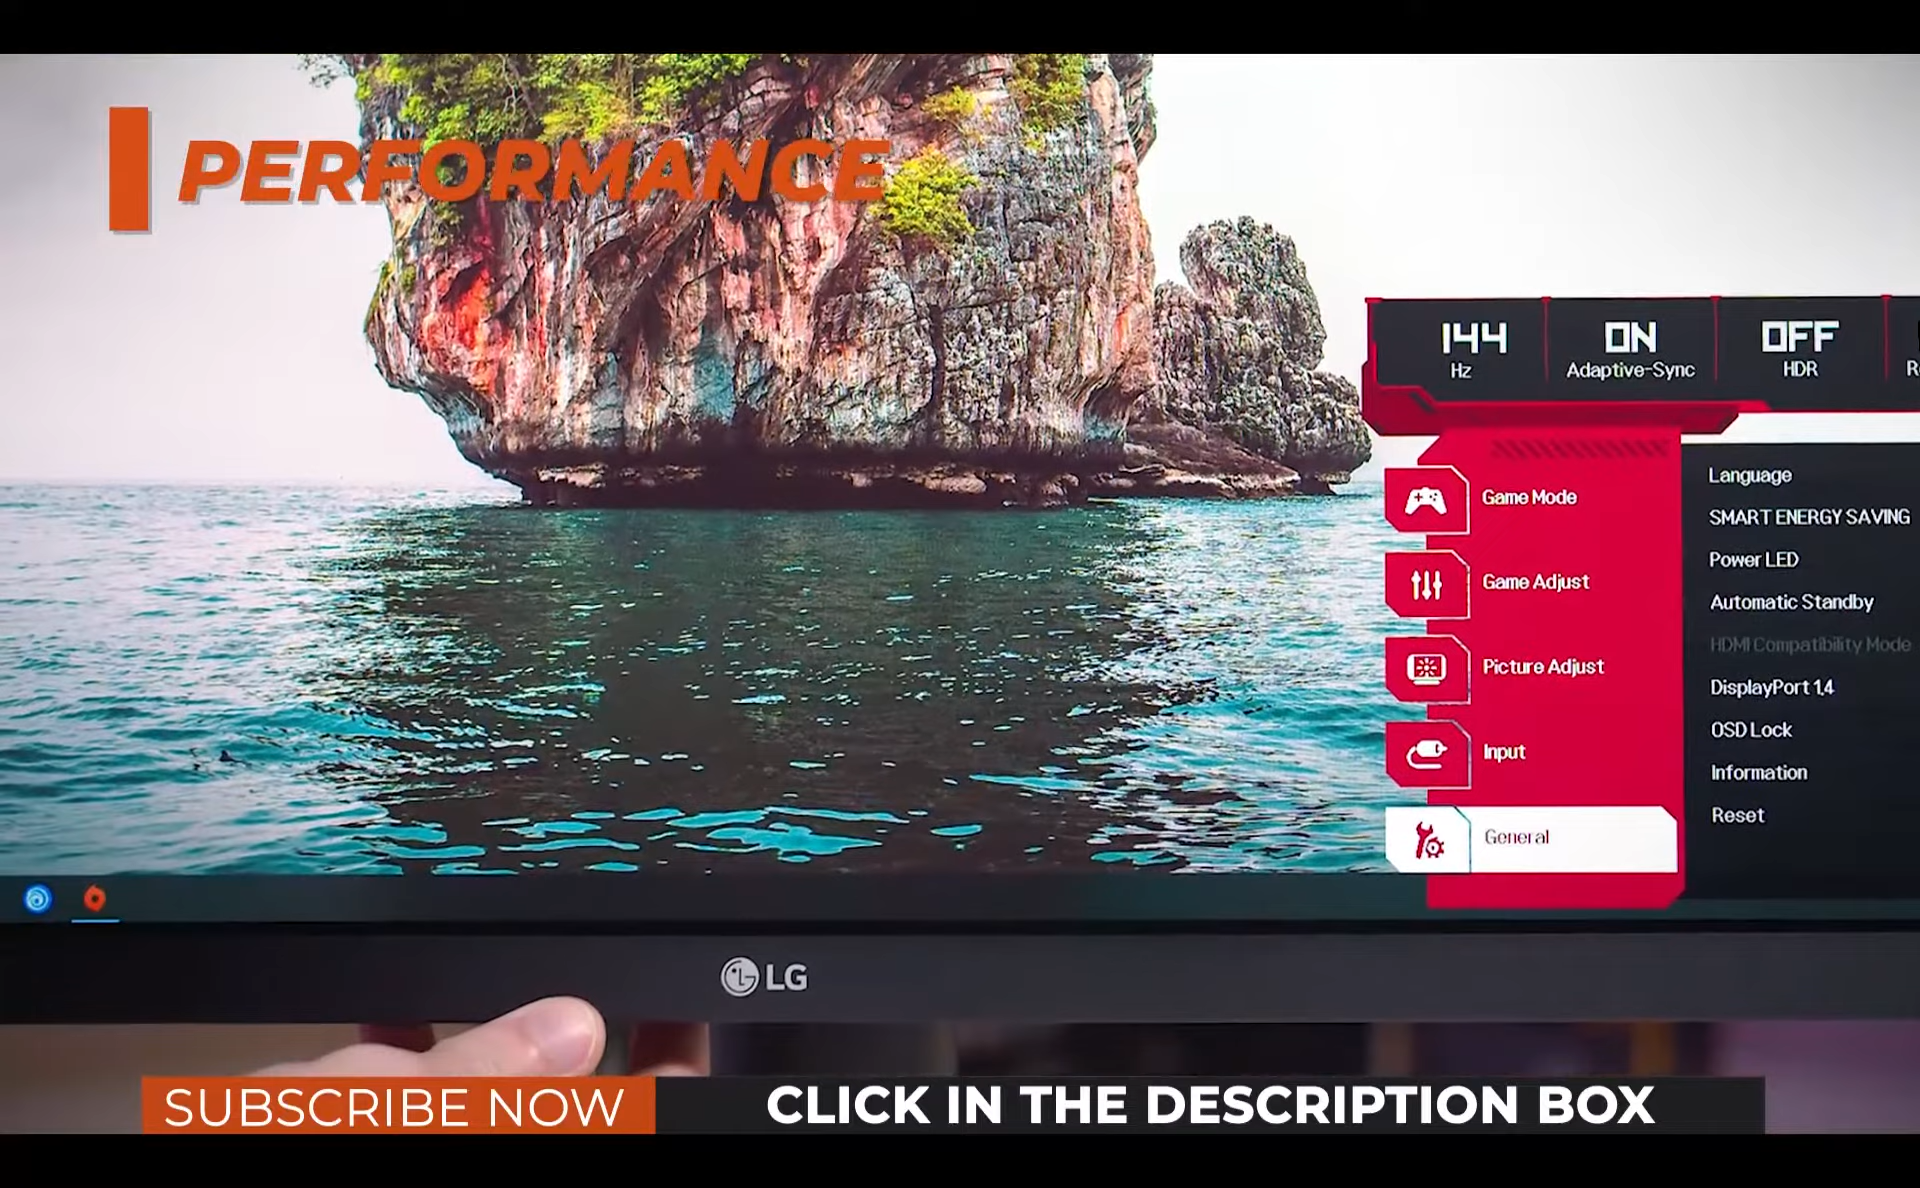 PERFORMANCE
144 ON OFF
Hz Adaptive-Sync HDR
Game Mode
Game Adjust
Picture Adjust
Input
General
Language
SMART ENERGY SAVING
Power LED
Automatic Standby
HDMI Compatibility Mode
DisplayPort 1.4
OSD Lock
Information
Reset
LG
SUBSCRIBE NOW
CLICK IN THE DESCRIPTION BOX